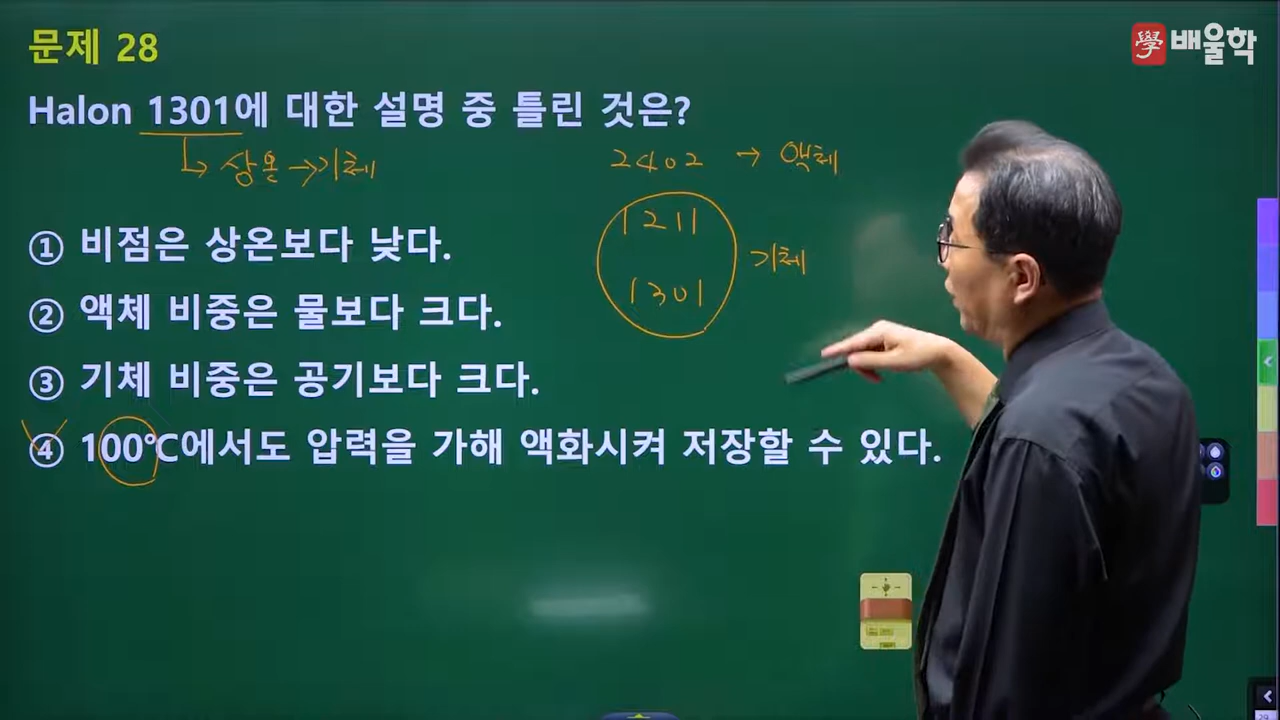 문제 28
學 배울학
Halon 1301에 대한 설명 중 틀린 것은?
↳ 상온 → 기체
2402 → 액체
1211
1301
기체
① 비점은 상온보다 낮다.
② 액체 비중은 물보다 크다.
③ 기체 비중은 공기보다 크다.
④ 100℃에서도 압력을 가해 액화시켜 저장할 수 있다.